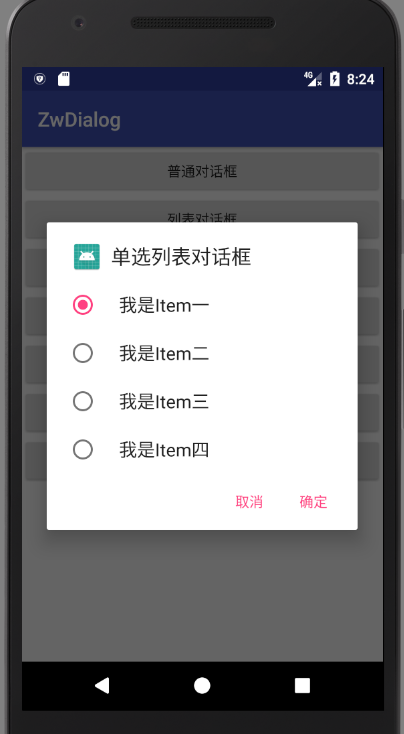 4G 8:24
ZwDialog
普通对话框
列表对话框
单选列表对话框
我是Item一
我是Item二
我是Item三
我是Item四
取消 确定